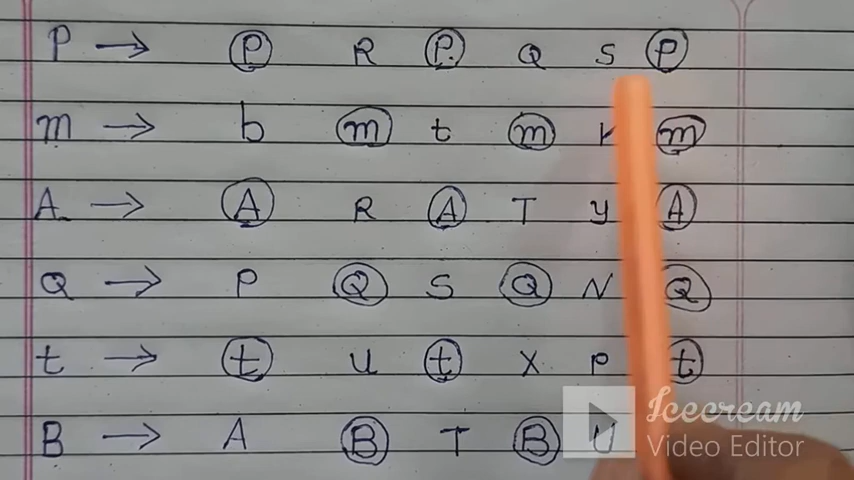 P → P R P Q S P
m → b m t m r m
A → A R A T y A
Q → P Q S Q N Q
t → t u t x p t
B → A B T B U
Icecream
Video Editor